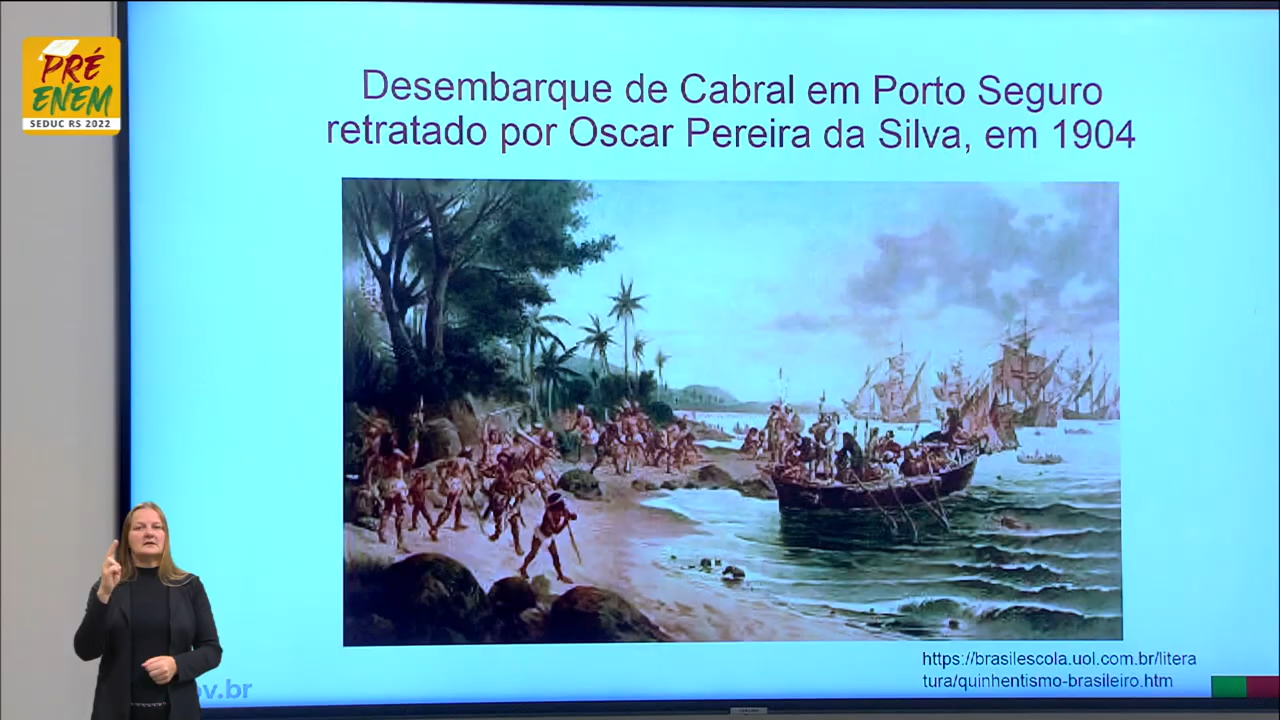 PRÉ
ENEM
SEDUC RS 2022
Desembarque de Cabral em Porto Seguro
retratado por Oscar Pereira da Silva, em 1904
https://brasilescola.uol.com.br/litera
tura/quinhentismo-brasileiro.htm
ov.br